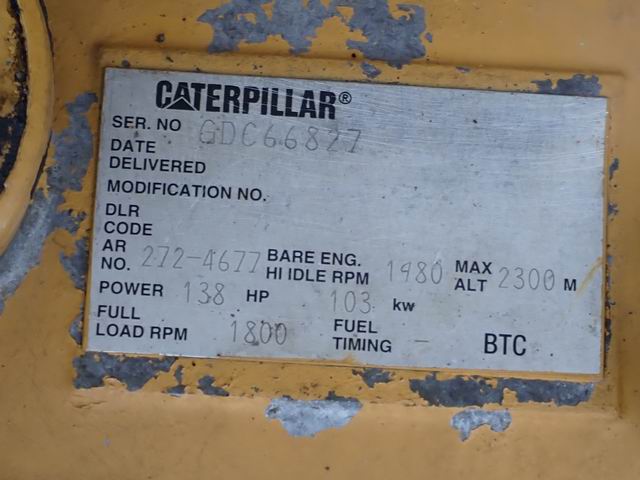 CATERPILLAR®
SER. NO GDC66827
DATE
DELIVERED
MODIFICATION NO.
DLR
CODE
AR
NO. 272-4677 BARE ENG. HI IDLE RPM 1980 MAX ALT 2300 M
POWER 138 HP 103 kw
FULL
LOAD RPM 1800 FUEL TIMING - BTC